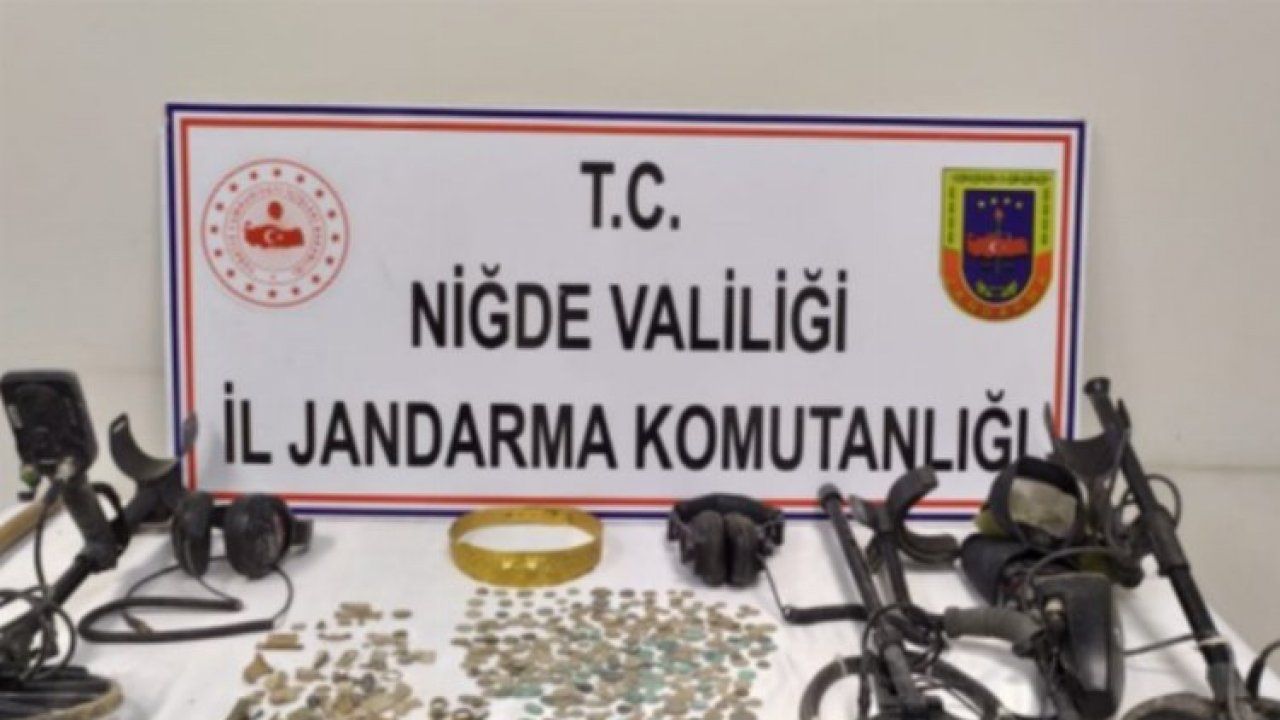 T.C.
NİĞDE VALİLİĞİ
İL JANDARMA KOMUTANLIĞI